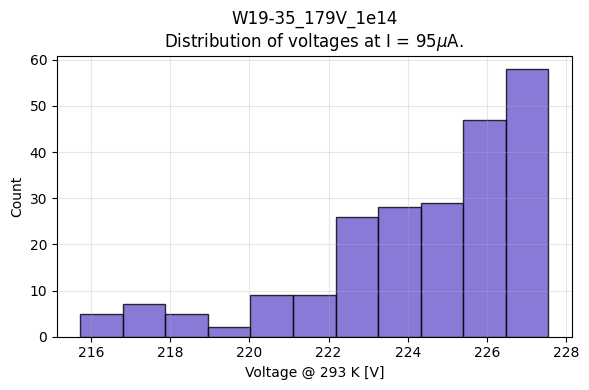 W19-35_179V_1e14
Distribution of voltages at I = 95μA.
60
50
40
30
20
10
0
Count
216 218 220 222 224 226 228
Voltage @ 293 K [V]